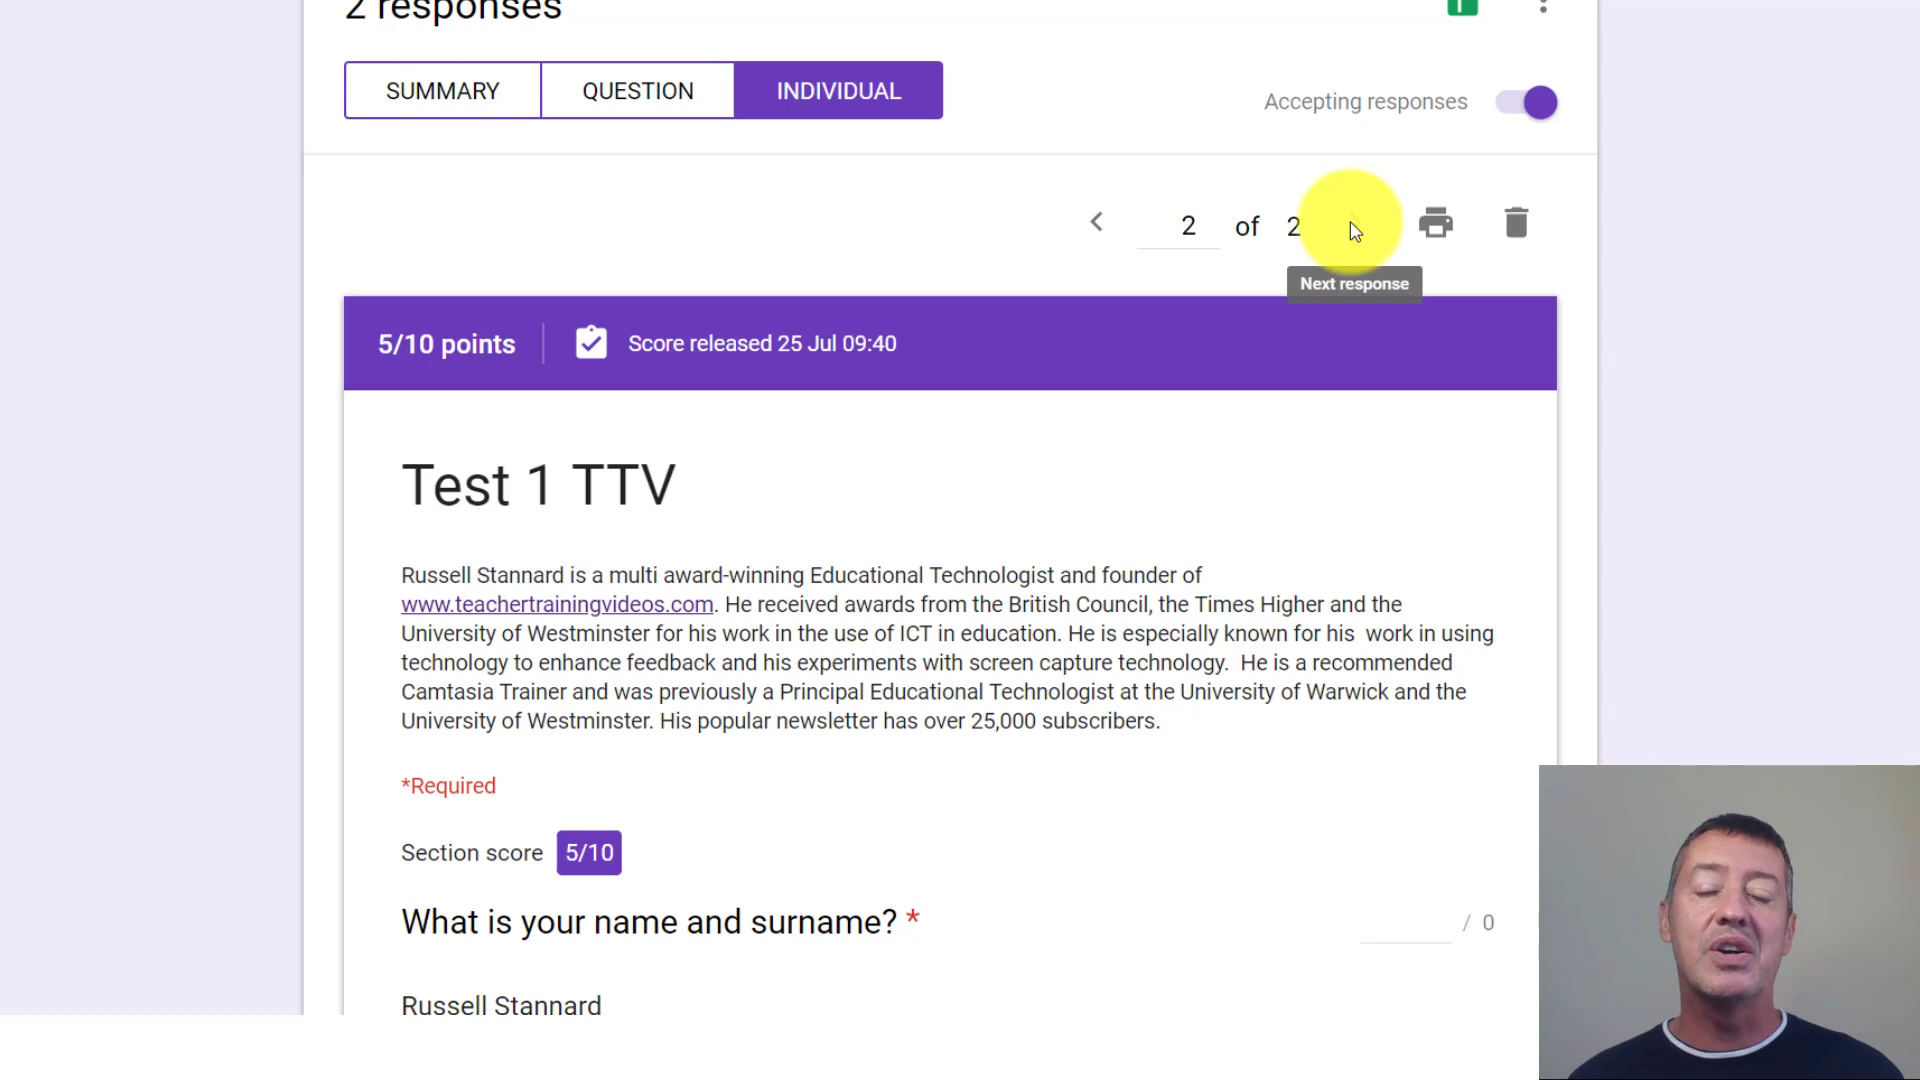 2 responses
SUMMARY
QUESTION
INDIVIDUAL
Accepting responses
2 of 2
Next response
5/10 points
Score released 25 Jul 09:40
Test 1 TTV
Russell Stannard is a multi award-winning Educational Technologist and founder of
www.teachertrainingvideos.com. He received awards from the British Council, the Times Higher and the
University of Westminster for his work in the use of ICT in education. He is especially known for his  work in using
technology to enhance feedback and his experiments with screen capture technology.  He is a recommended
Camtasia Trainer and was previously a Principal Educational Technologist at the University of Warwick and the
University of Westminster. His popular newsletter has over 25,000 subscribers.
*Required
Section score 5/10
What is your name and surname? *
/ 0
Russell Stannard